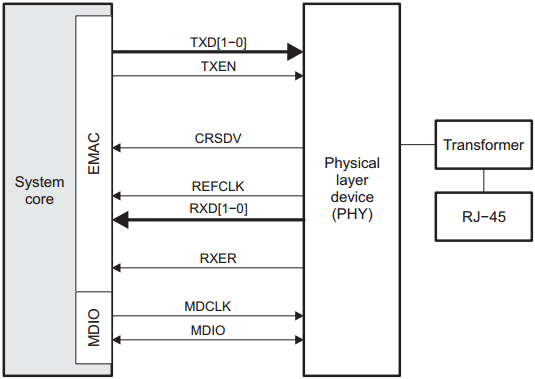 System
core
EMAC
MDIO
TXD[1−0]
TXEN
CRSDV
REFCLK
RXD[1−0]
RXER
MDCLK
MDIO
Physical
layer
device
(PHY)
Transformer
RJ−45